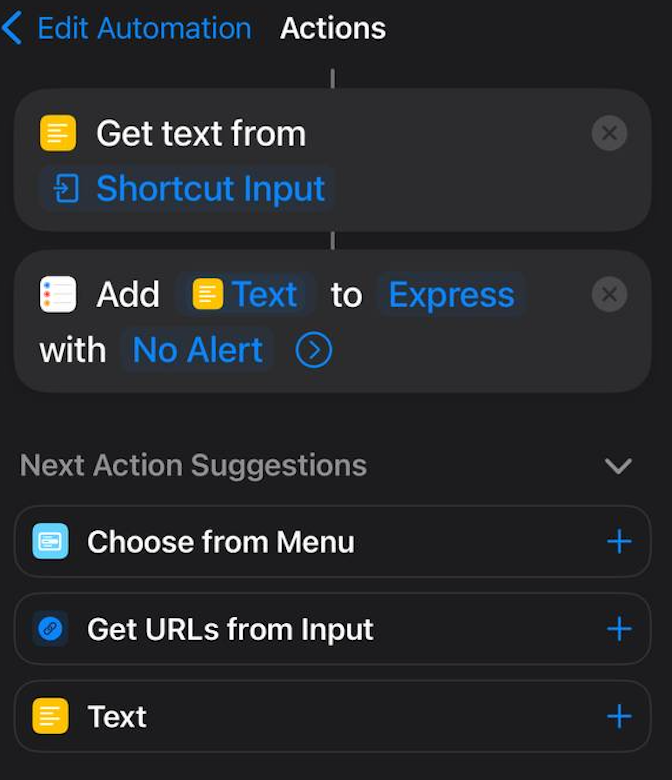 Edit Automation Actions
Get text from
Shortcut Input
Add Text to Express
with No Alert
Next Action Suggestions
Choose from Menu
Get URLs from Input
Text